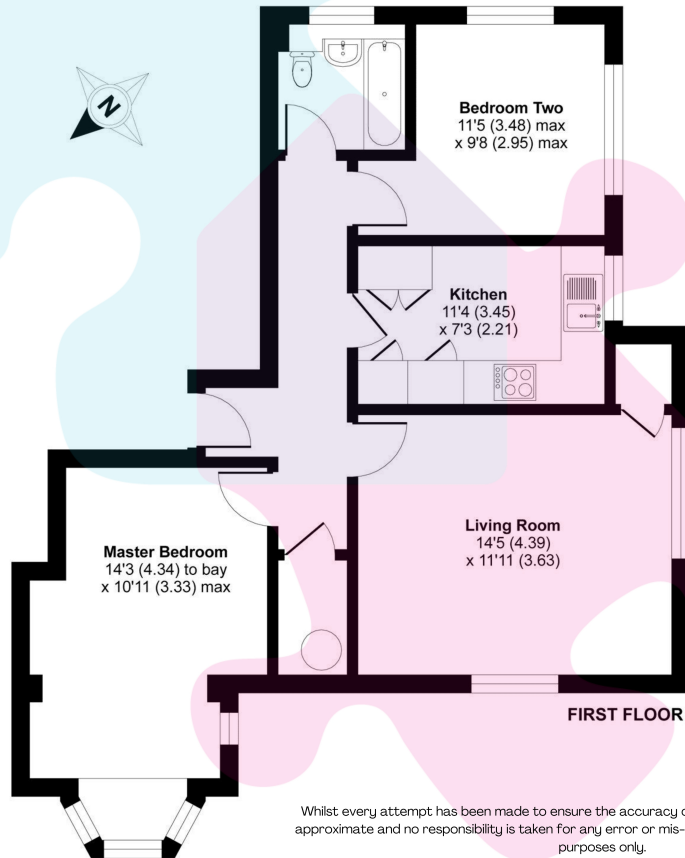 N
Bedroom Two
11'5 (3.48) max
x 9'8 (2.95) max
Kitchen
11'4 (3.45)
x 7'3 (2.21)
Living Room
14'5 (4.39)
x 11'11 (3.63)
Master Bedroom
14'3 (4.34) to bay
x 10'11 (3.33) max
FIRST FLOOR
Whilst every attempt has been made to ensure the accuracy
approximate and no responsibility is taken for any error or mis-
purposes only.